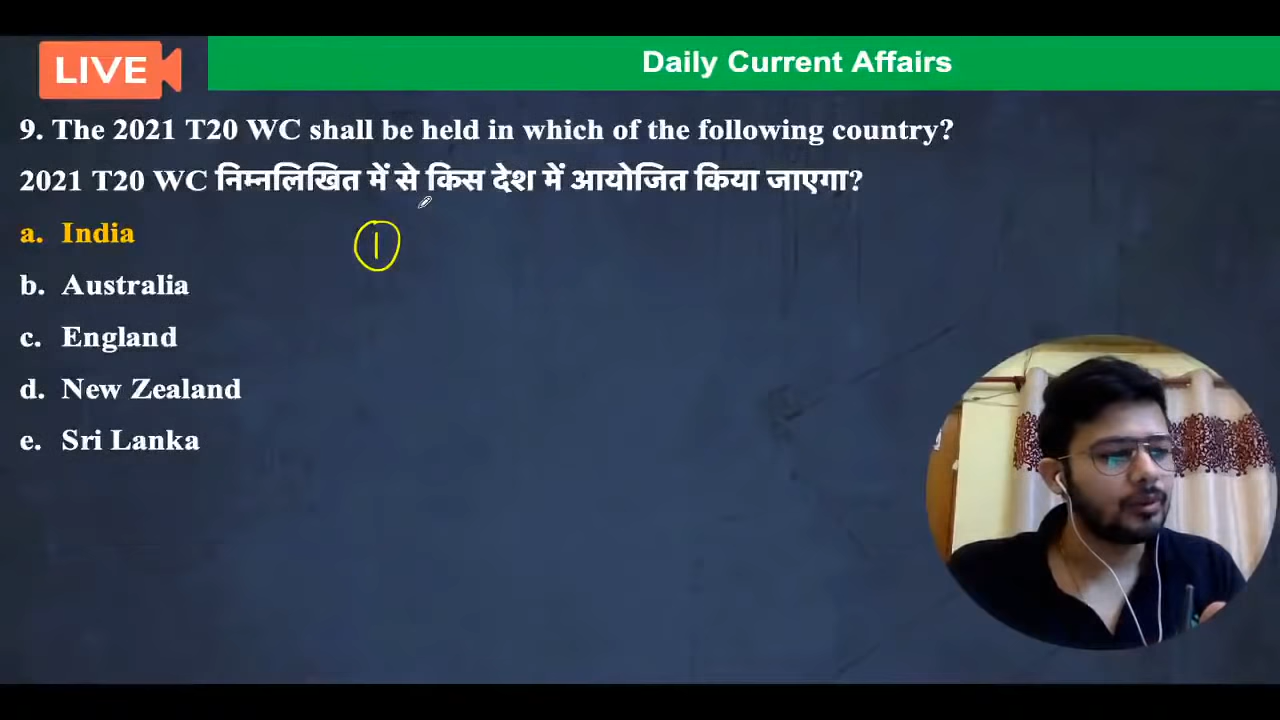 LIVE
Daily Current Affairs
9. The 2021 T20 WC shall be held in which of the following country?
2021 T20 WC निम्नलिखित में से किस देश में आयोजित किया जाएगा?
a. India
1
b. Australia
c. England
d. New Zealand
e. Sri Lanka